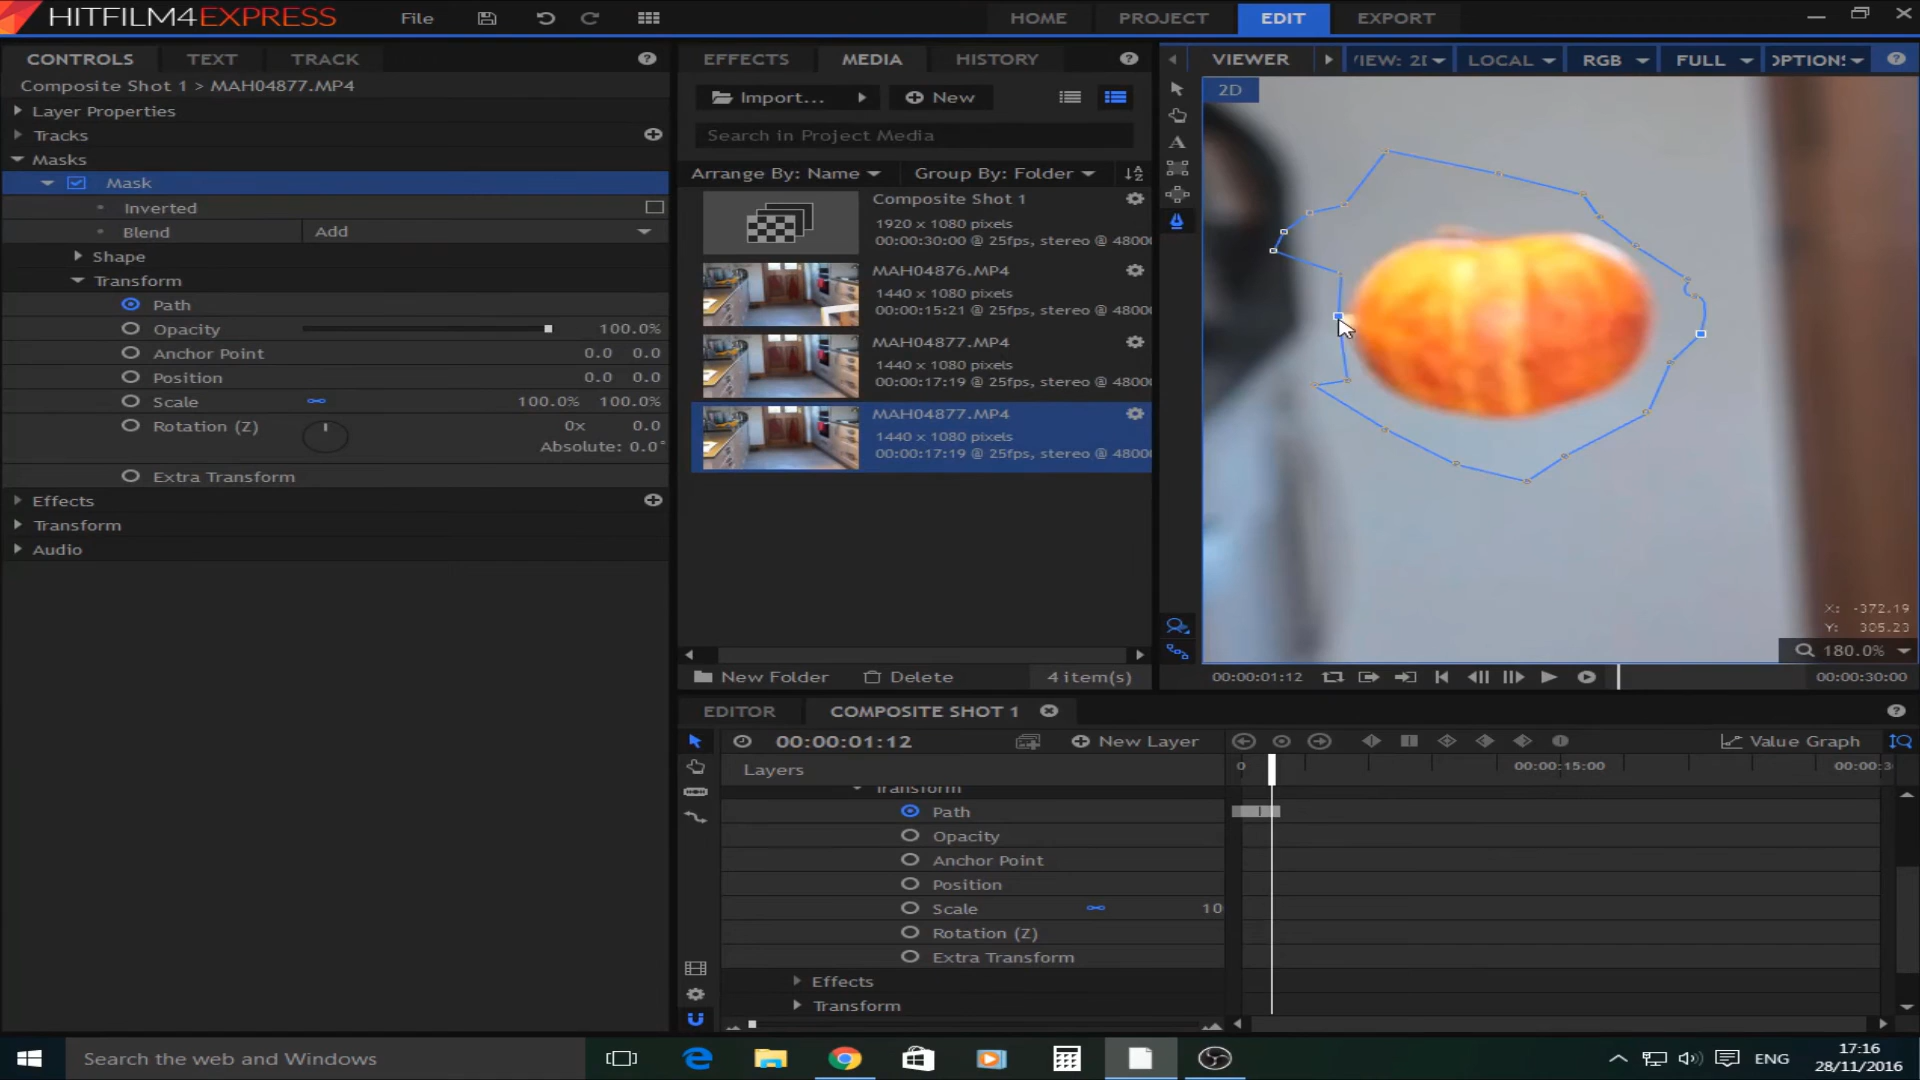 HITFILM4EXPRESS
File
HOME
PROJECT
EDIT
EXPORT
CONTROLS
TEXT
TRACK
Composite Shot 1 > MAH04877.MP4
Layer Properties
Tracks
Masks
Mask
Inverted
Blend
Add
Shape
Transform
Path
Opacity
100.0%
Anchor Point
0.0 0.0
Position
0.0 0.0
Scale
100.0% 100.0%
Rotation (Z)
0x 0.0
Absolute: 0.0°
Extra Transform
Effects
Transform
Audio
EFFECTS
MEDIA
HISTORY
Import...
New
Search in Project Media
Arrange By: Name
Group By: Folder
Composite Shot 1
1920 x 1080 pixels
00:00:30:00 @ 25fps, stereo @ 48000
MAH04876.MP4
1440 x 1080 pixels
00:00:15:21 @ 25fps, stereo @ 4800
MAH04877.MP4
1440 x 1080 pixels
00:00:17:19 @ 25fps, stereo @ 4800
MAH04877.MP4
1440 x 1080 pixels
00:00:17:19 @ 25fps, stereo @ 4800
New Folder
Delete
4 item(s)
VIEWER
LOCAL
RGB
FULL
2D
X: -372.19
Y: 305.23
180.0%
00:00:01:12
00:00:30:00
EDITOR
COMPOSITE SHOT 1
00:00:01:12
New Layer
Value Graph
Layers
0
00:00:15:00
00:00:3
Transform
Path
Opacity
Anchor Point
Position
Scale
10
Rotation (Z)
Extra Transform
Effects
Transform
Search the web and Windows
ENG
17:16
28/11/2016